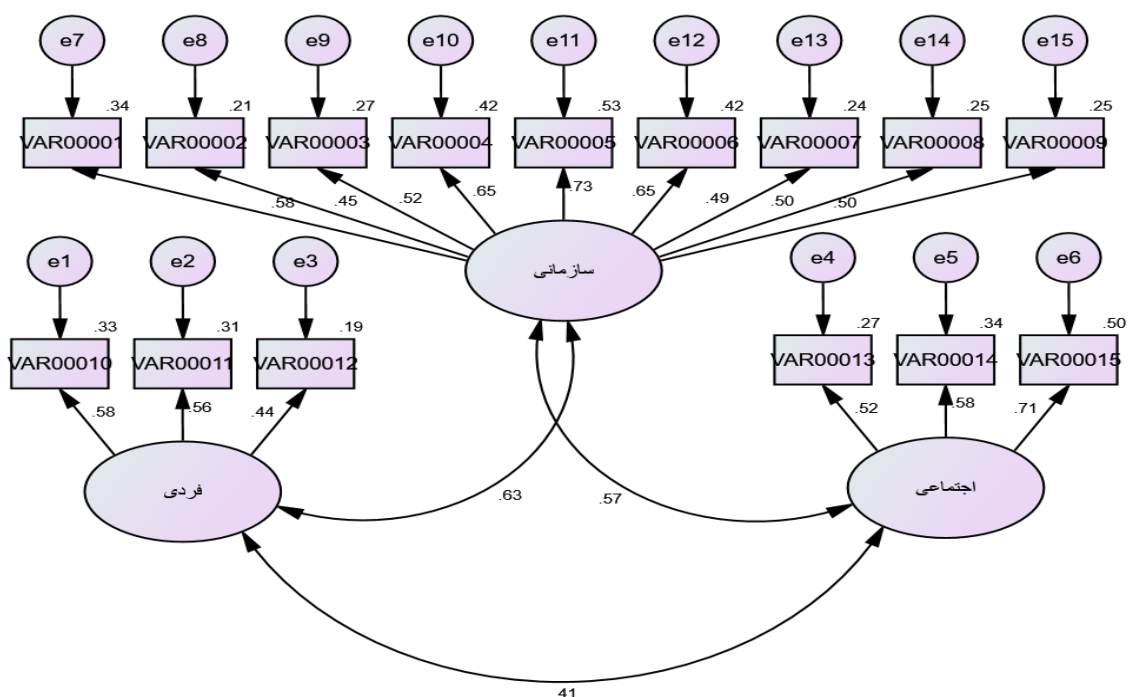 e7 e8 e9 e10 e11 e12 e13 e14 e15
.34 .21 .27 .42 .53 .42 .24 .25 .25
VAR00001 VAR00002 VAR00003 VAR00004 VAR00005 VAR00006 VAR00007 VAR00008 VAR00009
.58 .45 .52 .65 .73 .65 .49 .50 .50
سازمانی
e1 e2 e3 e4 e5 e6
.33 .31 .19 .27 .34 .50
VAR00010 VAR00011 VAR00012 VAR00013 VAR00014 VAR00015
.58 .56 .44 .52 .58 .71
فردی اجتماعی
.63 .57
.41